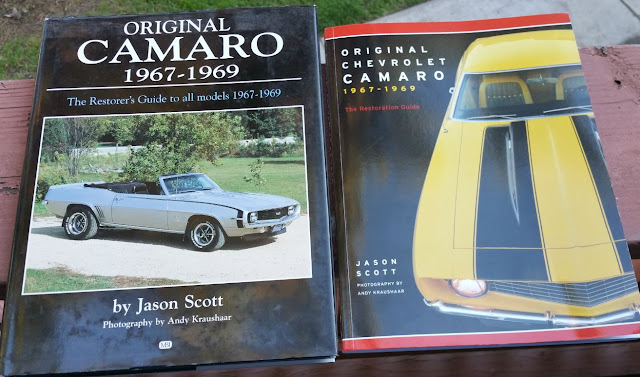 ORIGINAL
CAMARO
1967-1969
The Restorer's Guide to all models 1967-1969
by Jason Scott
Photography by Andy Kraushaar
ORIGINAL
CHEVROLET
CAMARO
1967-1969
The Restoration Guide
JASON
SCOTT
PHOTOGRAPHY BY
ANDY KRAUSHAAR